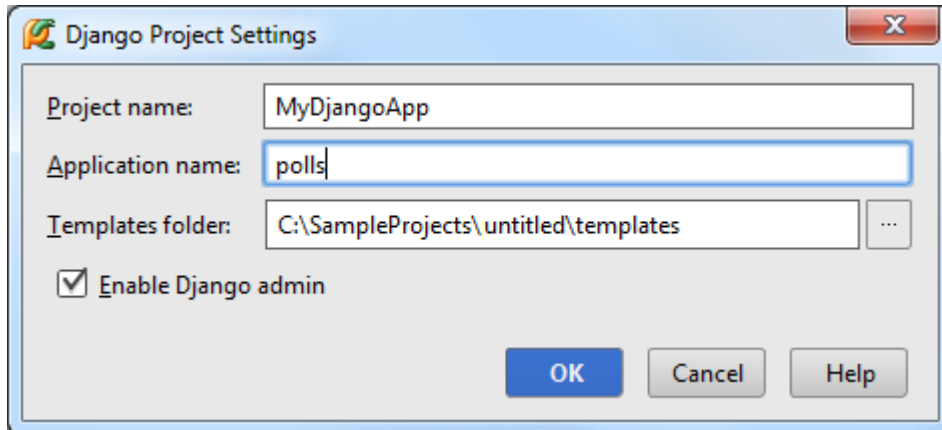 Django Project Settings
Project name: MyDjangoApp
Application name: polls
Templates folder: C:\SampleProjects\untitled\templates ...
Enable Django admin
OK Cancel Help